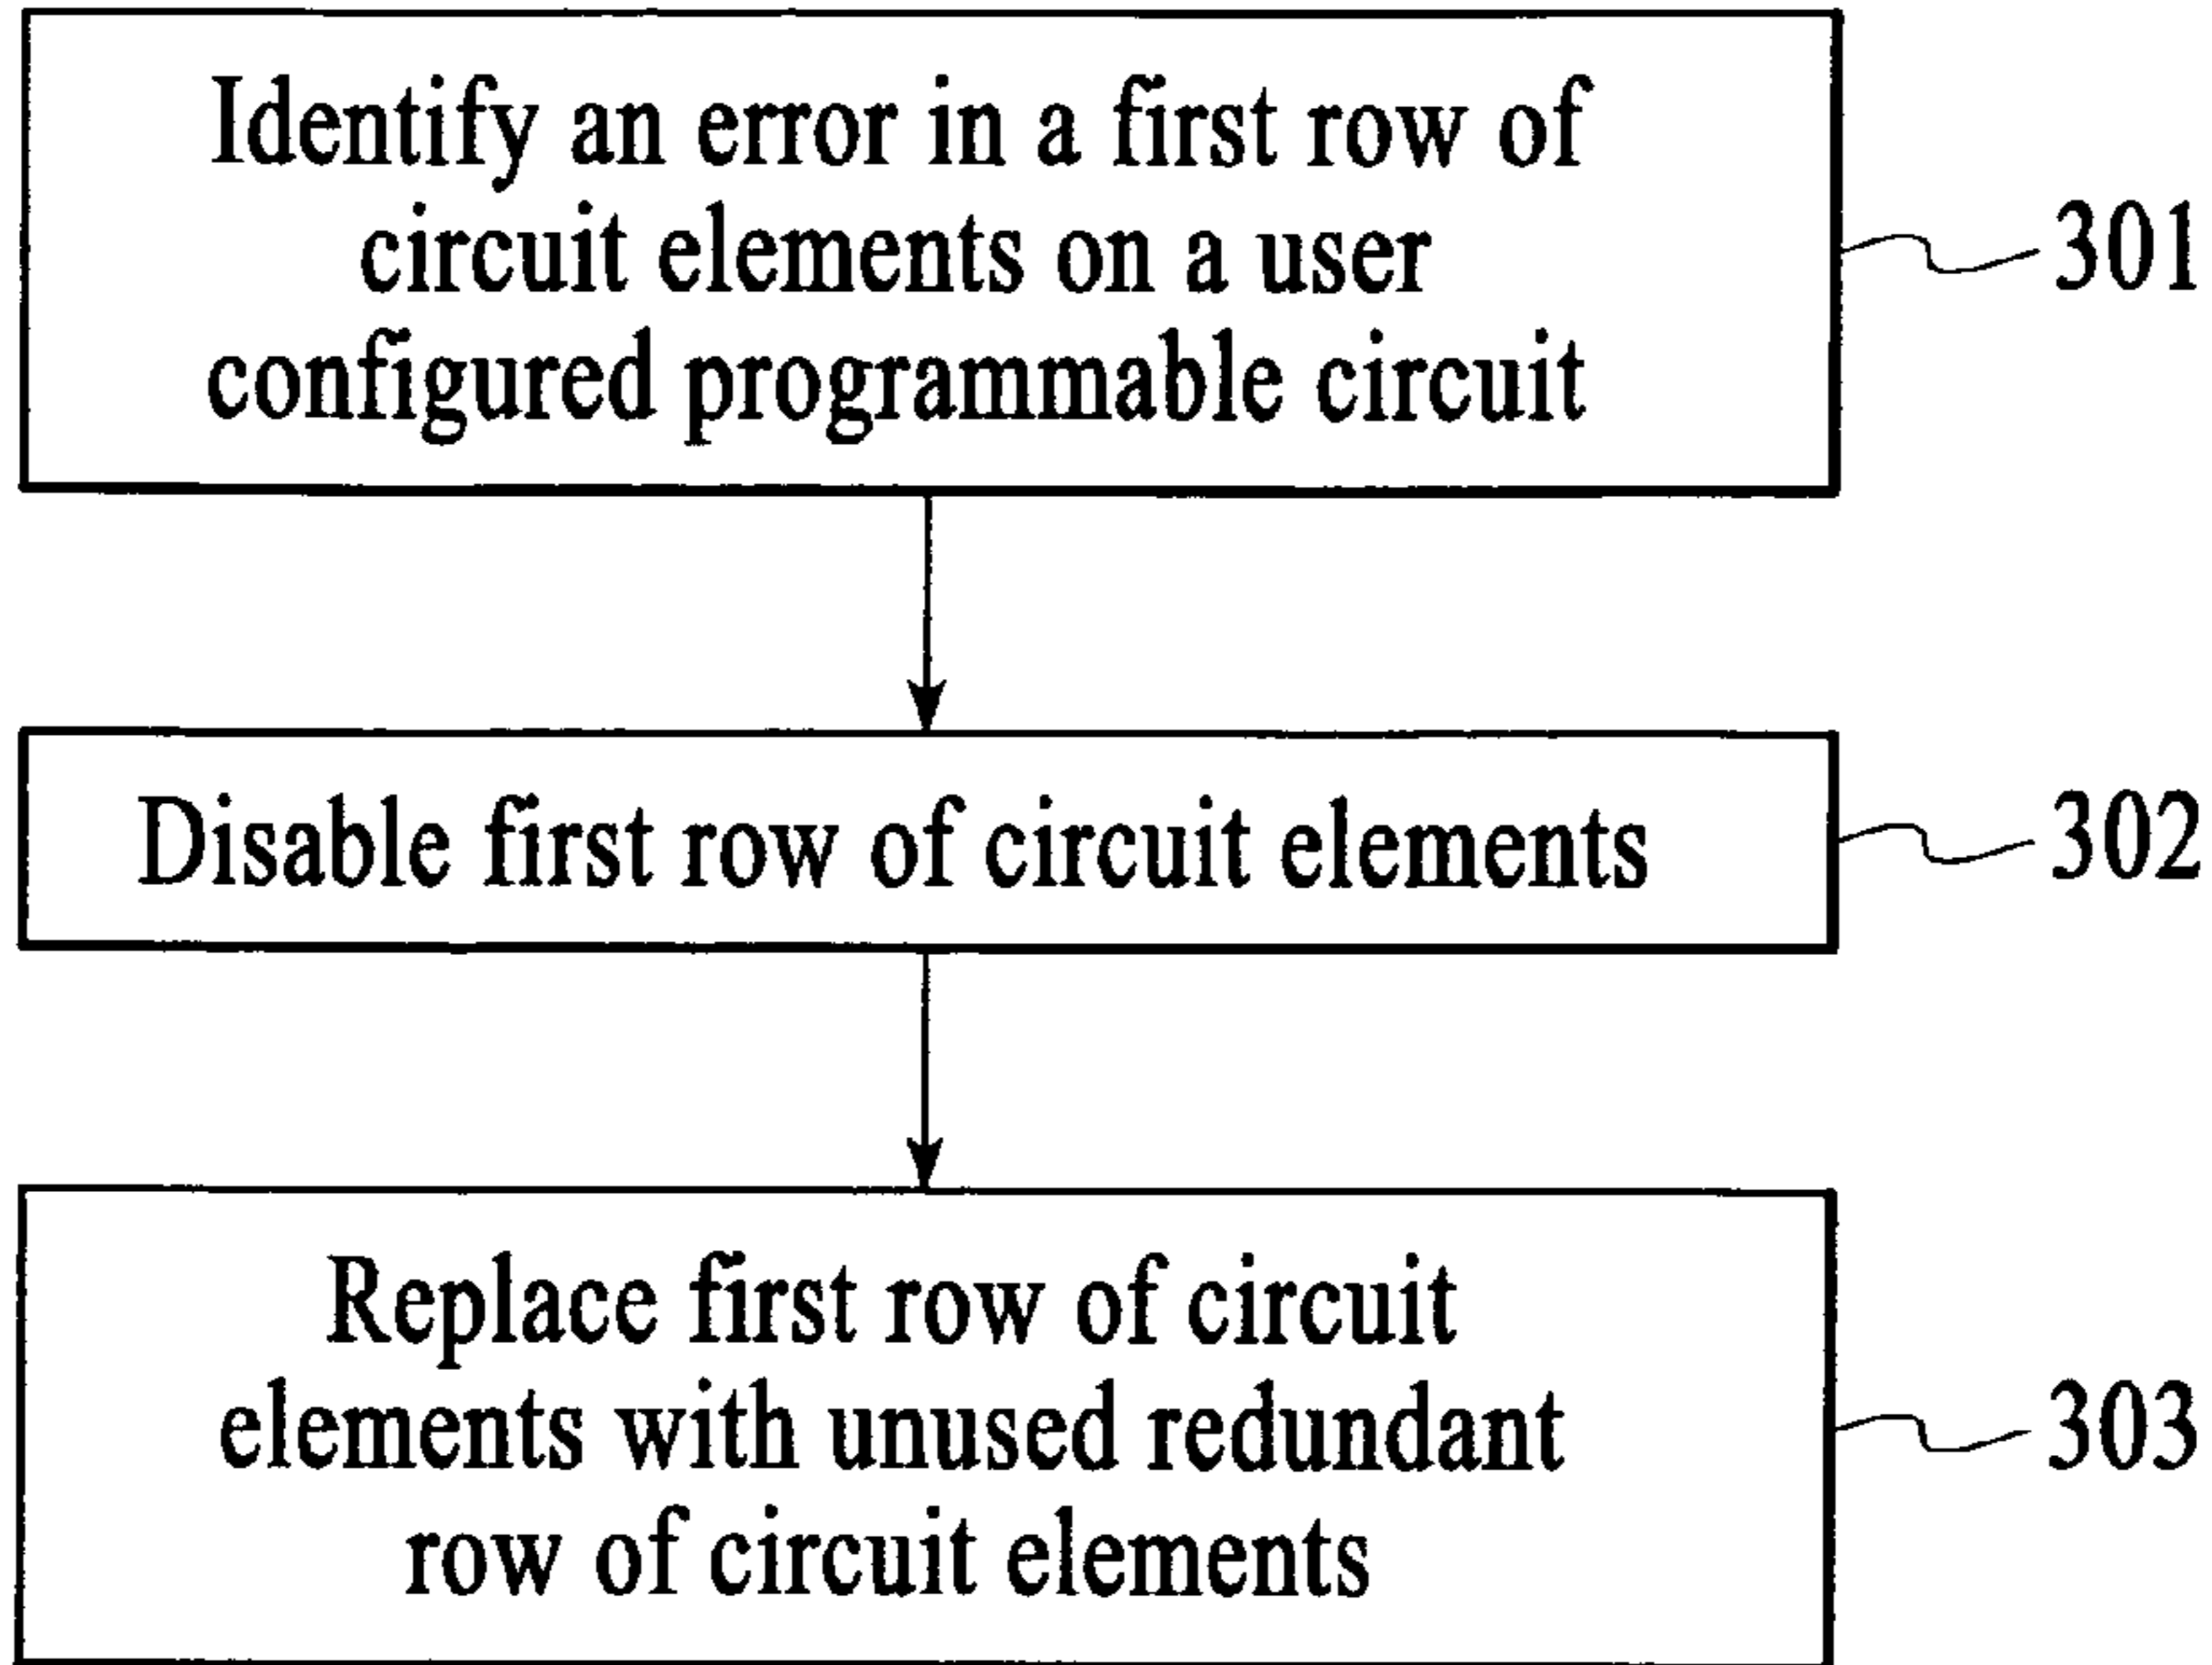 Identify an error in a first row of
circuit elements on a user
configured programmable circuit
301
Disable first row of circuit elements
302
Replace first row of circuit
elements with unused redundant
row of circuit elements
303